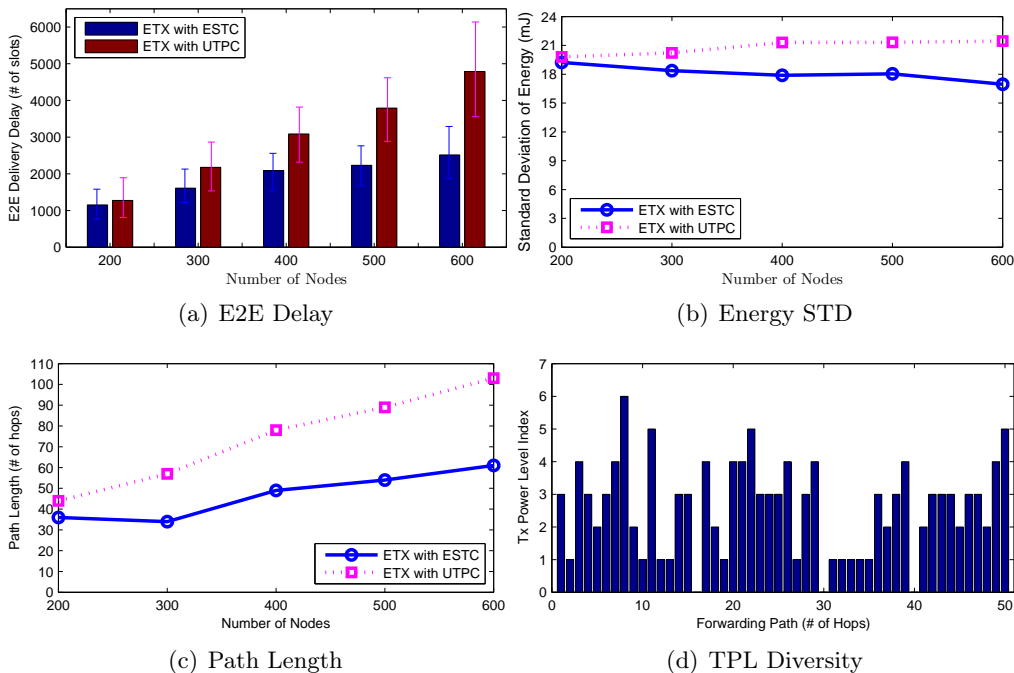 6000
5000
4000
3000
2000
1000
0
E2E Delivery Delay (# of slots)
ETX with ESTC
ETX with UTPC
200 300 400 500 600
Number of Nodes
(a) E2E Delay
24
21
18
15
12
9
6
3
0
Standard Deviation of Energy (mJ)
ETX with ESTC
ETX with UTPC
200 300 400 500 600
Number of Nodes
(b) Energy STD
110
100
90
80
70
60
50
40
30
20
10
0
Path Length (# of hops)
ETX with ESTC
ETX with UTPC
200 300 400 500 600
Number of Nodes
(c) Path Length
7
6
5
4
3
2
1
0
Tx Power Level Index
0 10 20 30 40 50
Forwarding Path (# of Hops)
(d) TPL Diversity